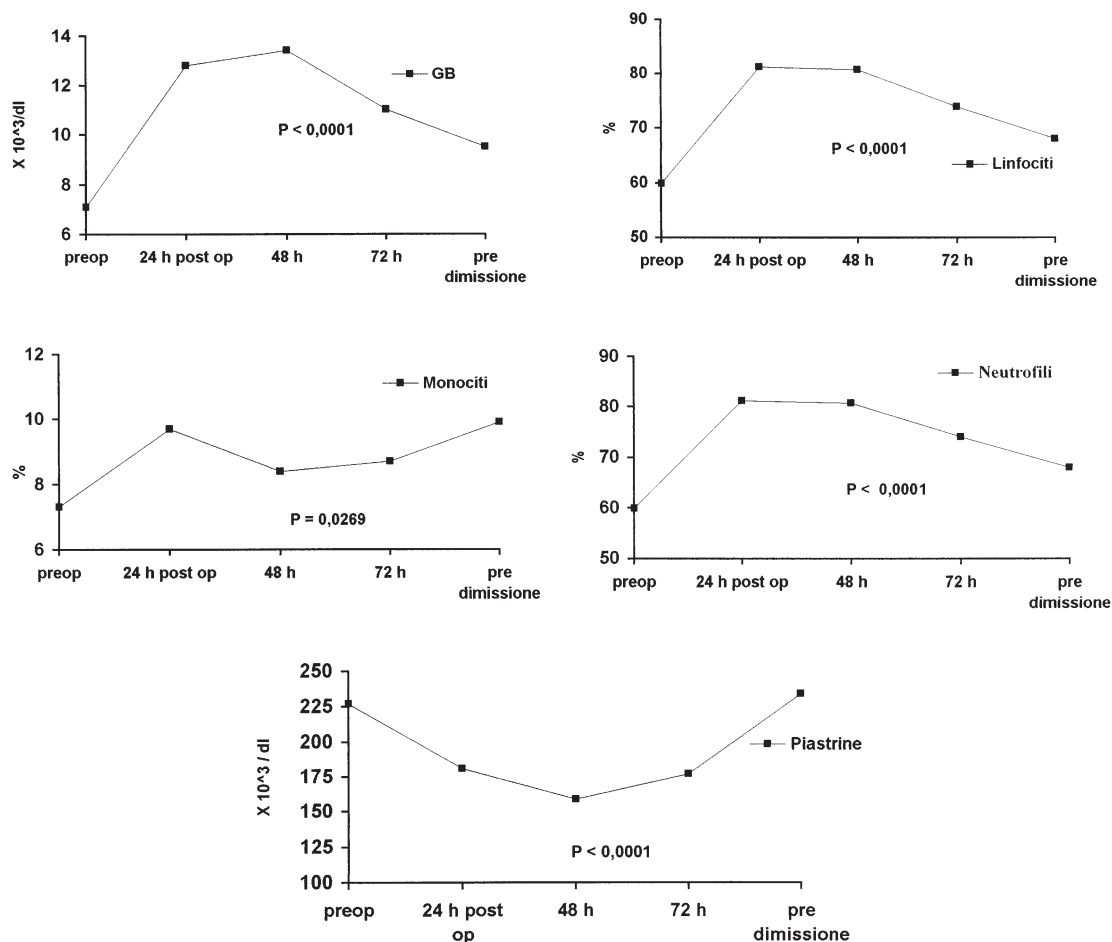 14
12
10
8
6
X 10^3/dl
GB
P < 0,0001
preop
24 h post op
48 h
72 h
pre
dimissione
90
80
70
60
50
%
P < 0,0001
Linfociti
preop
24 h post op
48 h
72 h
pre
dimissione
12
10
8
6
%
Monociti
P = 0,0269
preop
24 h post op
48 h
72 h
pre
dimissione
90
80
70
60
50
%
Neutrofili
P < 0,0001
preop
24 h post op
48 h
72 h
pre
dimissione
250
225
200
175
150
125
100
X 10^3 / dl
Piastrine
P < 0,0001
preop
24 h post
op
48 h
72 h
pre
dimissione